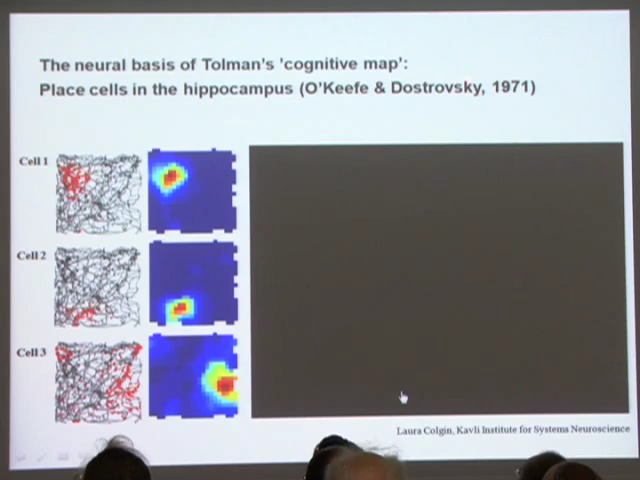 The neural basis of Tolman's 'cognitive map':
Place cells in the hippocampus (O'Keefe & Dostrovsky, 1971)
Cell 1
Cell 2
Cell 3
Laura Colgin, Kavli Institute for Systems Neuroscience